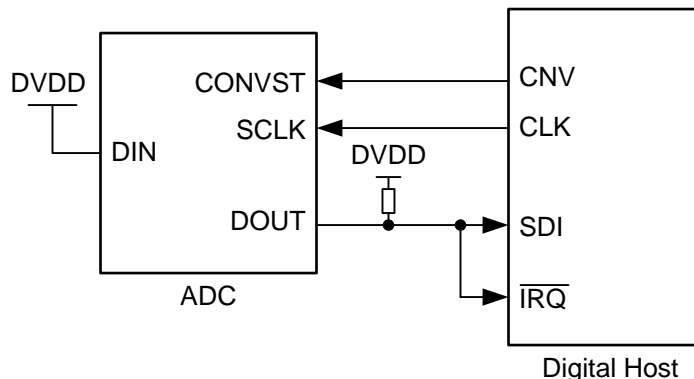 ADC
DVDD
DIN
CONVST
SCLK
DOUT
DVDD
CNV
CLK
SDI
IRQ
Digital Host